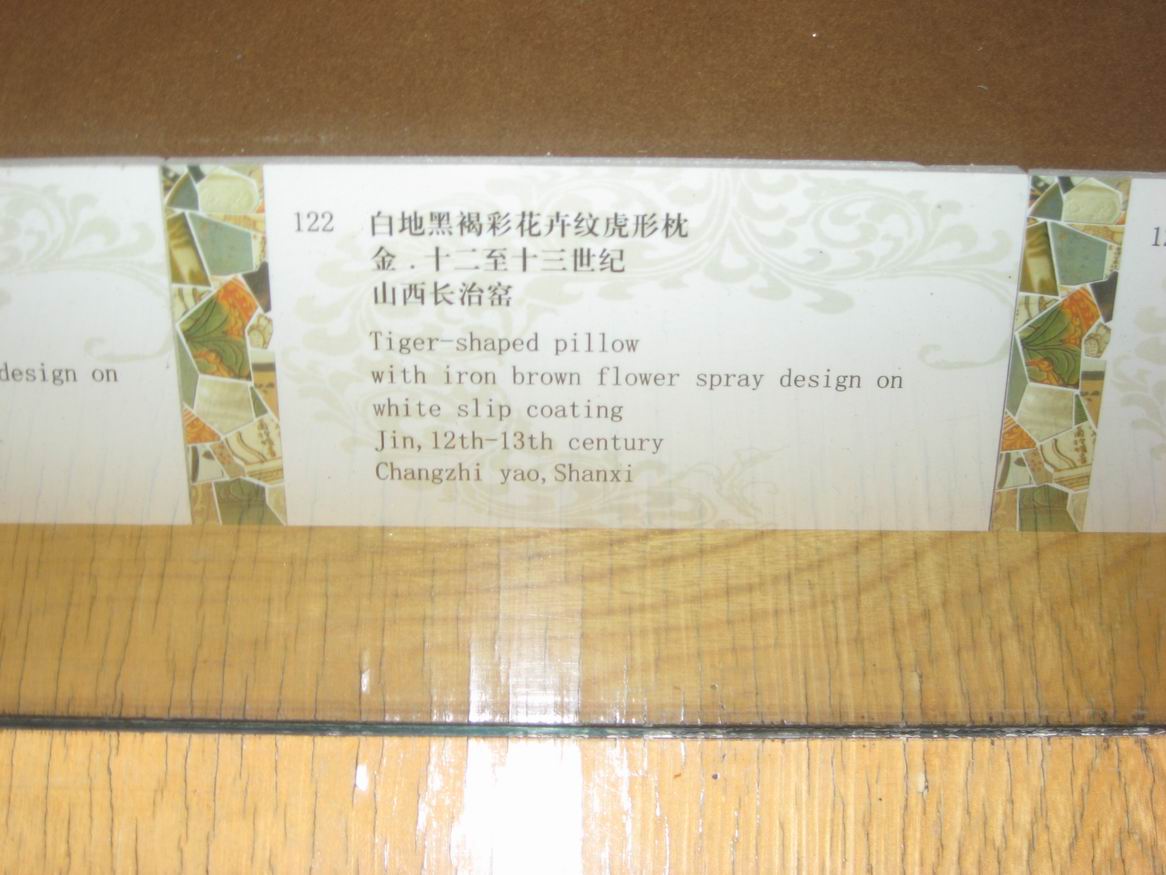 design on
122 白地黑褐彩花卉纹虎形枕
金．十二至十三世纪
山西长治窑
Tiger-shaped pillow
with iron brown flower spray design on
white slip coating
Jin,12th-13th century
Changzhi yao,Shanxi